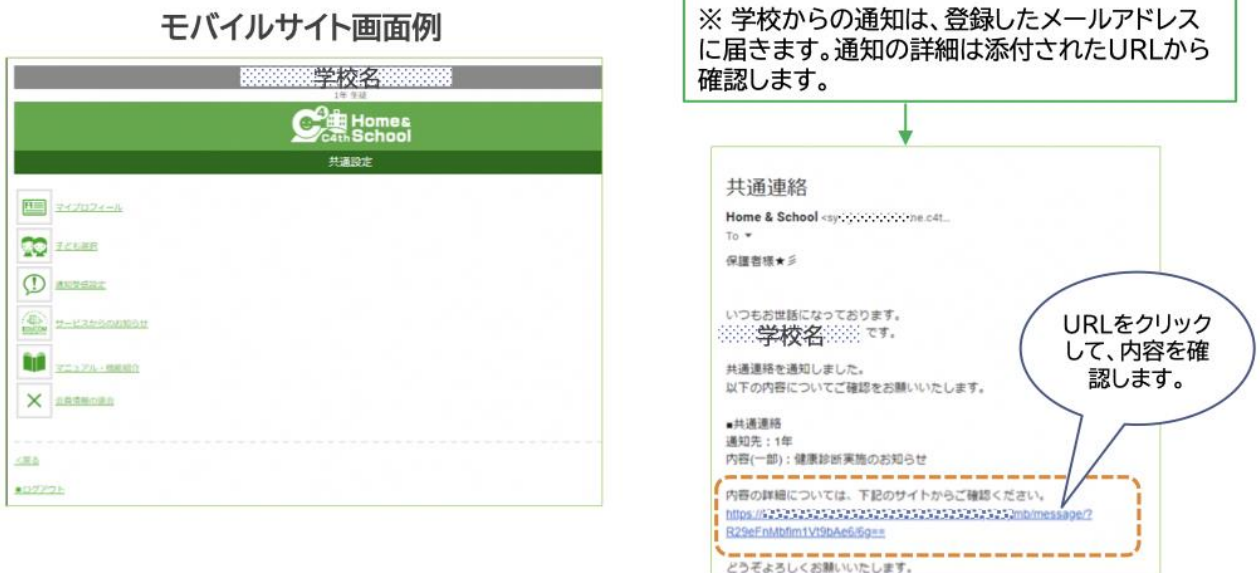 モバイルサイト画面例
学校名
1年 生徒
C4th Home& School
共通設定
マイプロフィール
子ども選択
通知受信設定
サービスからのお知らせ
マニュアル・機能紹介
会員情報の退会
<戻る
■ログアウト
※ 学校からの通知は、登録したメールアドレス
に届きます。通知の詳細は添付されたURLから
確認します。
共通連絡
Home & School <sy ne.c4t...
To
保護者様★彡
いつもお世話になっております。
学校名 です。
共通連絡を通知しました。
以下の内容についてご確認をお願いいたします。
■共通連絡
通知先:1年
内容(一部):健康診断実施のお知らせ
内容の詳細については、下記のサイトからご確認ください。
https:// mb/message/?
R29eFnMbfim1Vt9bAe6/6g==
どうぞよろしくお願いいたします。
URLをクリック
して、内容を確
認します。